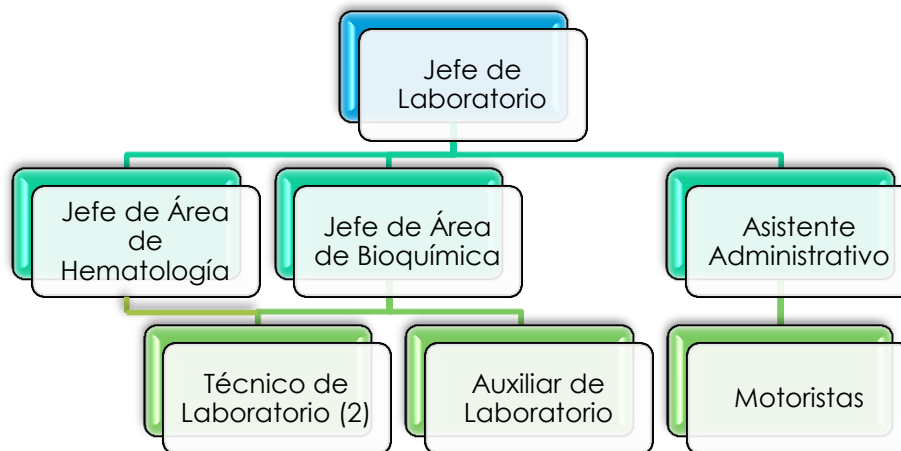 Jefe de
Laboratorio
Jefe de Área
de
Hematología
Jefe de Área
de Bioquímica
Asistente
Administrativo
Técnico de
Laboratorio (2)
Auxiliar de
Laboratorio
Motoristas